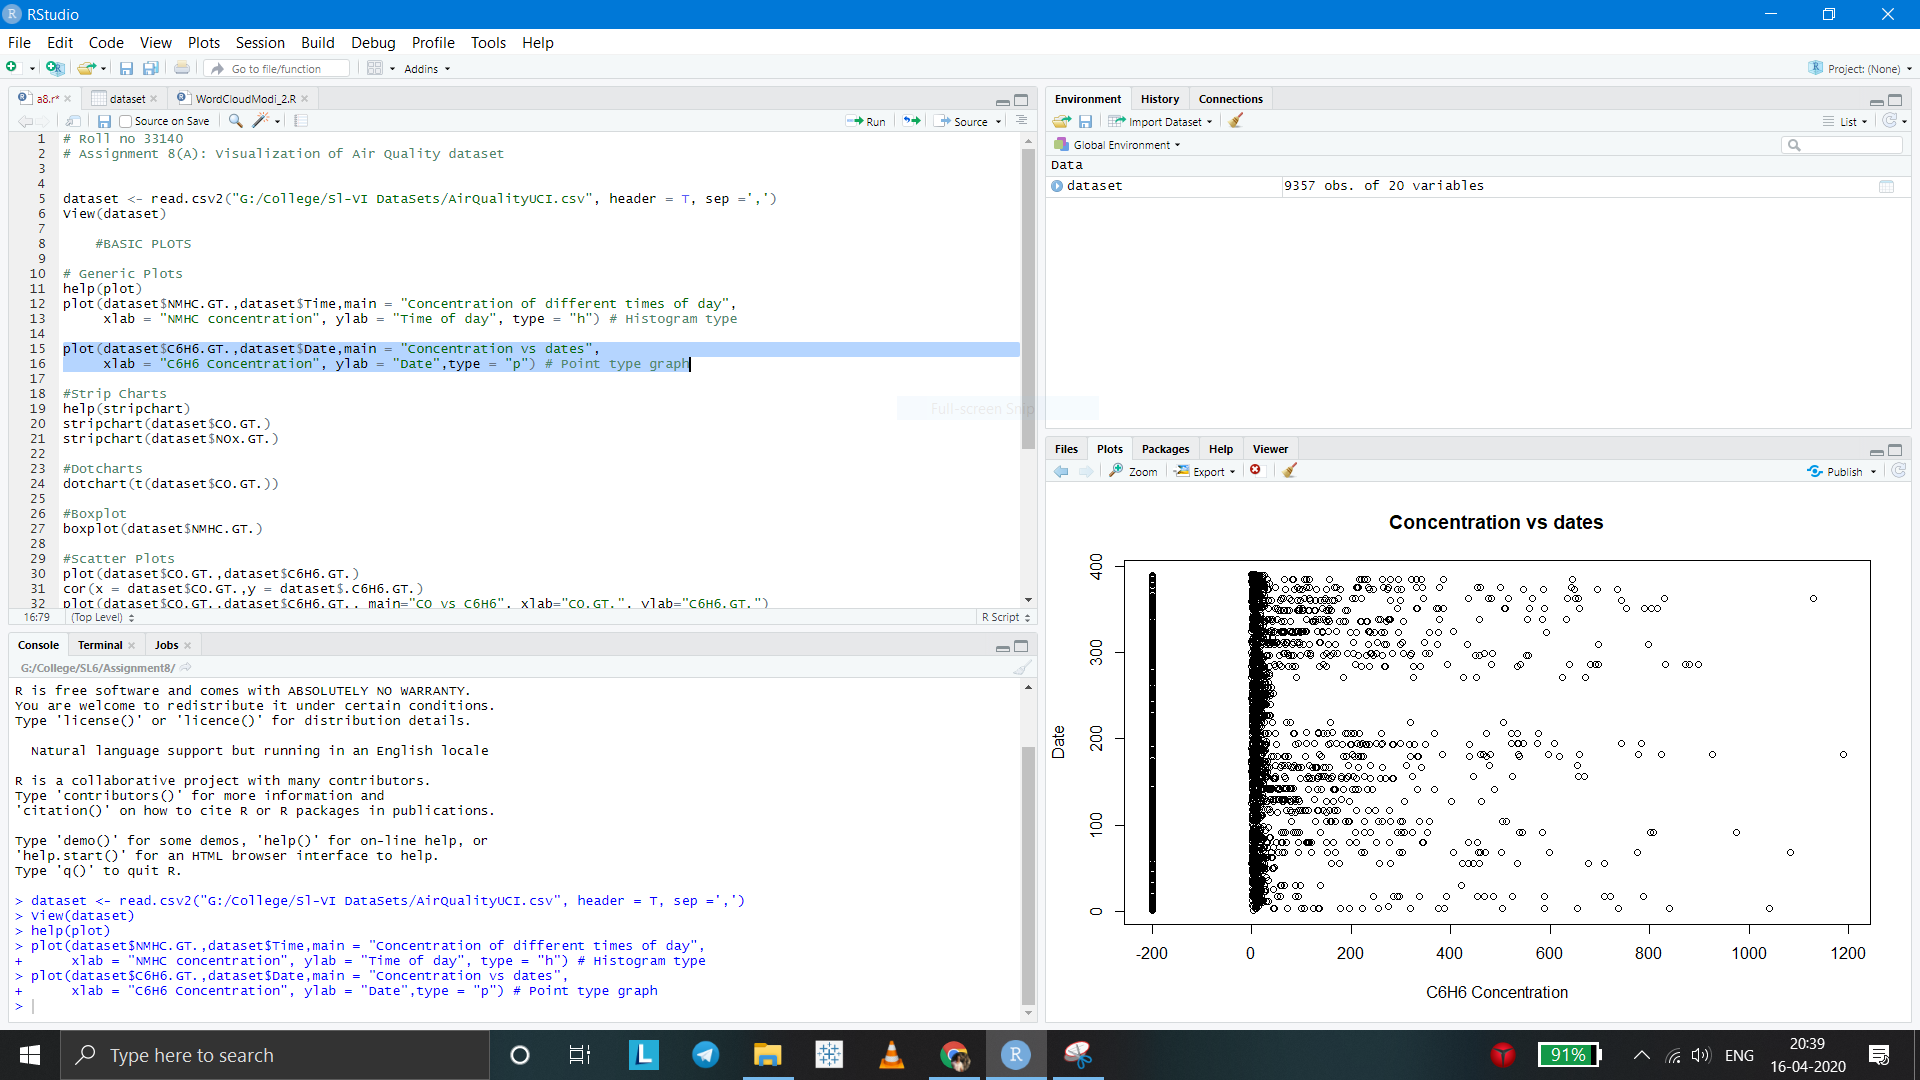 RStudio
File Edit Code View Plots Session Build Debug Profile Tools Help
Go to file/function Addins Project: (None)
a8.r* dataset WordCloudModi_2.R
Source on Save Run Source
1 # Roll no 33140
2 # Assignment 8(A): Visualization of Air Quality dataset
3
4
5 dataset <- read.csv2("G:/College/Sl-VI DataSets/AirQualityUCI.csv", header = T, sep =',')
6 View(dataset)
7
8 #BASIC PLOTS
9
10 # Generic Plots
11 help(plot)
12 plot(dataset$NMHC.GT.,dataset$Time,main = "Concentration of different times of day",
13 xlab = "NMHC concentration", ylab = "Time of day", type = "h") # Histogram type
14
15 plot(dataset$C6H6.GT.,dataset$Date,main = "Concentration vs dates",
16 xlab = "C6H6 Concentration", ylab = "Date",type = "p") # Point type graph
17
18 #Strip Charts
19 help(stripchart)
20 stripchart(dataset$CO.GT.)
21 stripchart(dataset$NOx.GT.)
22
23 #Dotcharts
24 dotchart(t(dataset$CO.GT.))
25
26 #Boxplot
27 boxplot(dataset$NMHC.GT.)
28
29 #Scatter Plots
30 plot(dataset$CO.GT.,dataset$C6H6.GT.)
31 cor(x = dataset$CO.GT.,y = dataset$.C6H6.GT.)
32 plot(dataset$CO.GT.,dataset$C6H6.GT., main="CO vs C6H6", xlab="CO.GT.", ylab="C6H6.GT.")
16:79 (Top Level) R Script
Console Terminal Jobs
G:/College/SL6/Assignment8/
R is free software and comes with ABSOLUTELY NO WARRANTY.
You are welcome to redistribute it under certain conditions.
Type 'license()' or 'licence()' for distribution details.
Natural language support but running in an English locale
R is a collaborative project with many contributors.
Type 'contributors()' for more information and
'citation()' on how to cite R or R packages in publications.
Type 'demo()' for some demos, 'help()' for on-line help, or
'help.start()' for an HTML browser interface to help.
Type 'q()' to quit R.
> dataset <- read.csv2("G:/College/Sl-VI DataSets/AirQualityUCI.csv", header = T, sep =',')
> View(dataset)
> help(plot)
> plot(dataset$NMHC.GT.,dataset$Time,main = "Concentration of different times of day",
+ xlab = "NMHC concentration", ylab = "Time of day", type = "h") # Histogram type
> plot(dataset$C6H6.GT.,dataset$Date,main = "Concentration vs dates",
+ xlab = "C6H6 Concentration", ylab = "Date",type = "p") # Point type graph
>
Full-screen Snip
Environment History Connections
Import Dataset List
Global Environment
Data
dataset 9357 obs. of 20 variables
Files Plots Packages Help Viewer
Zoom Export Publish
Concentration vs dates
400
300
200
100
0
Date
-200 0 200 400 600 800 1000 1200
C6H6 Concentration
Type here to search
L
R
91%
ENG
20:39
16-04-2020